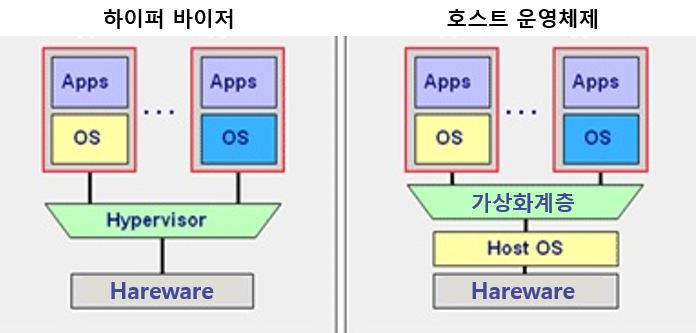 하이퍼 바이저
Apps
OS
...
Apps
OS
Hypervisor
Hareware
호스트 운영체제
Apps
OS
...
Apps
OS
가상화계층
Host OS
Hareware